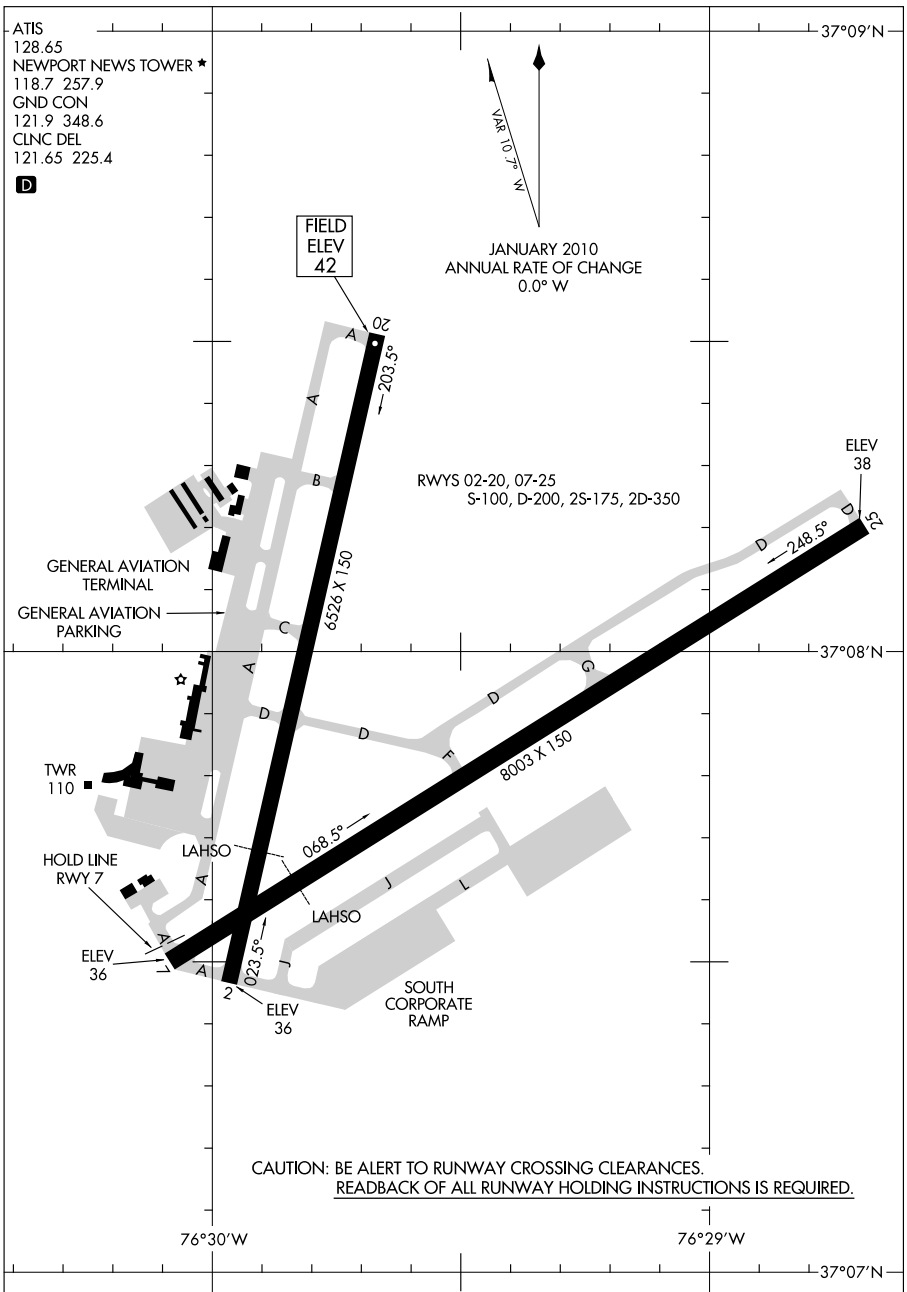 ATIS
128.65
NEWPORT NEWS TOWER ★
118.7 257.9
GND CON
121.9 348.6
CLNC DEL
121.65 225.4
D
37°09'N
VAR 10.7° W
JANUARY 2010
ANNUAL RATE OF CHANGE
0.0° W
FIELD
ELEV
42
A
20
203.5°
A
B
RWYS 02-20, 07-25
S-100, D-200, 2S-175, 2D-350
ELEV
38
D
25
248.5°
D
GENERAL AVIATION
TERMINAL
GENERAL AVIATION
PARKING
6526 X 150
C
37°08'N
A
G
D
D
D
F
8003 X 150
TWR
110
068.5°
LAHSO
HOLD LINE
RWY 7
A
J
L
LAHSO
A
ELEV
36
7
A
023.5°
J
2
ELEV
36
SOUTH
CORPORATE
RAMP
CAUTION: BE ALERT TO RUNWAY CROSSING CLEARANCES.
READBACK OF ALL RUNWAY HOLDING INSTRUCTIONS IS REQUIRED.
76°30'W
76°29'W
37°07'N